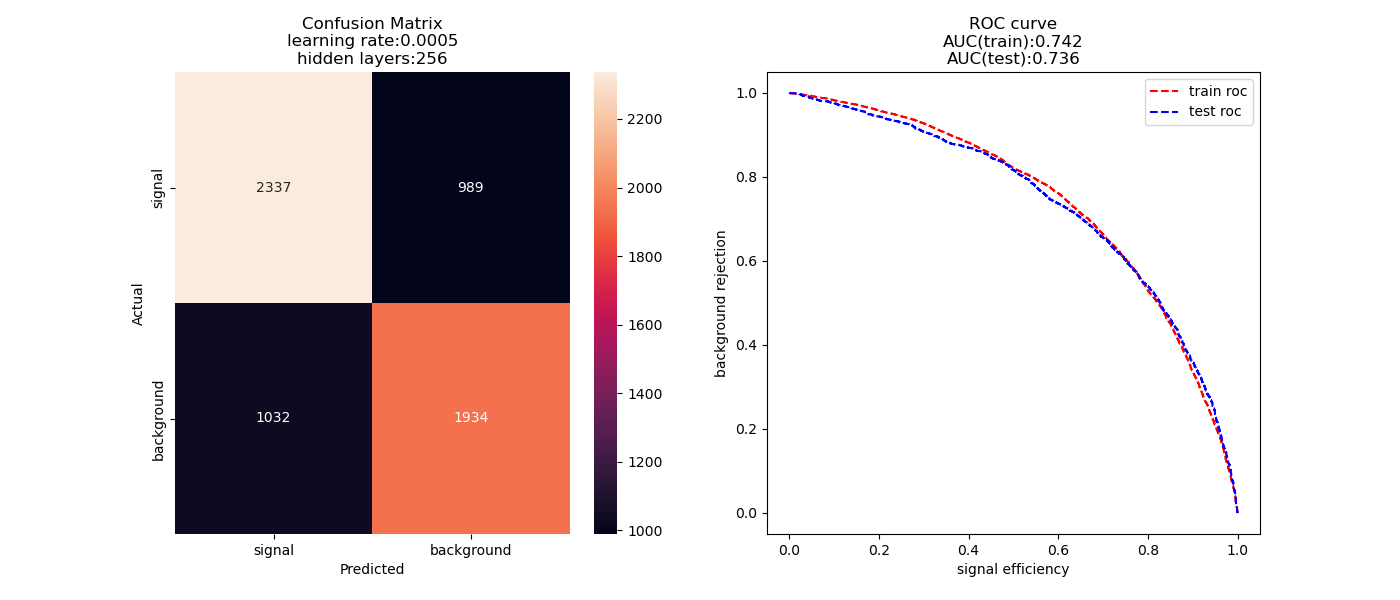 Confusion Matrix
learning rate:0.0005
hidden layers:256
signal
background
Actual
2337
989
1032
1934
signal
background
Predicted
2200
2000
1800
1600
1400
1200
1000
ROC curve
AUC(train):0.742
AUC(test):0.736
train roc
test roc
background rejection
1.0
0.8
0.6
0.4
0.2
0.0
0.0 0.2 0.4 0.6 0.8 1.0
signal efficiency